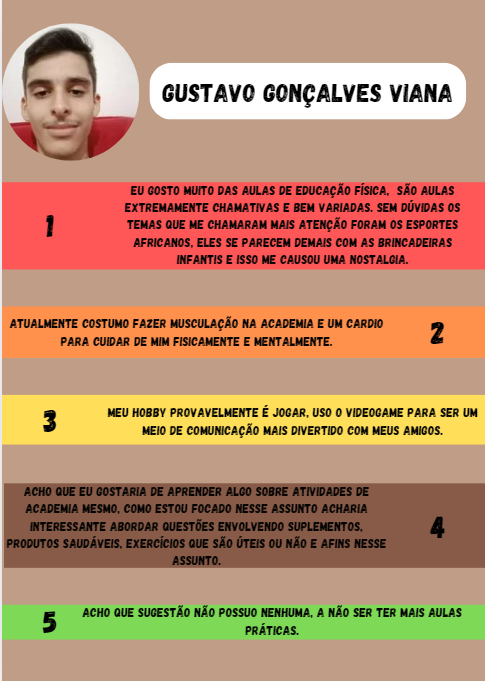 GUSTAVO GONÇALVES VIANA
1
EU GOSTO MUITO DAS AULAS DE EDUCAÇÃO FÍSICA, SÃO AULAS
EXTREMAMENTE CHAMATIVAS E BEM VARIADAS. SEM DÚVIDAS OS
TEMAS QUE ME CHAMARAM MAIS ATENÇÃO FORAM OS ESPORTES
AFRICANOS, ELES SE PARECEM DEMAIS COM AS BRINCADEIRAS
INFANTIS E ISSO ME CAUSOU UMA NOSTALGIA.
ATUALMENTE COSTUMO FAZER MUSCULAÇÃO NA ACADEMIA E UM CARDIO
PARA CUIDAR DE MIM FISICAMENTE E MENTALMENTE.
2
3
MEU HOBBY PROVAVELMENTE É JOGAR, USO O VIDEOGAME PARA SER UM
MEIO DE COMUNICAÇÃO MAIS DIVERTIDO COM MEUS AMIGOS.
ACHO QUE EU GOSTARIA DE APRENDER ALGO SOBRE ATIVIDADES DE
ACADEMIA MESMO, COMO ESTOU FOCADO NESSE ASSUNTO ACHARIA
INTERESSANTE ABORDAR QUESTÕES ENVOLVENDO SUPLEMENTOS,
PRODUTOS SAUDÁVEIS, EXERCÍCIOS QUE SÃO ÚTEIS OU NÃO E AFINS NESSE
ASSUNTO.
4
5
ACHO QUE SUGESTÃO NÃO POSSUO NENHUMA, A NÃO SER TER MAIS AULAS
PRÁTICAS.